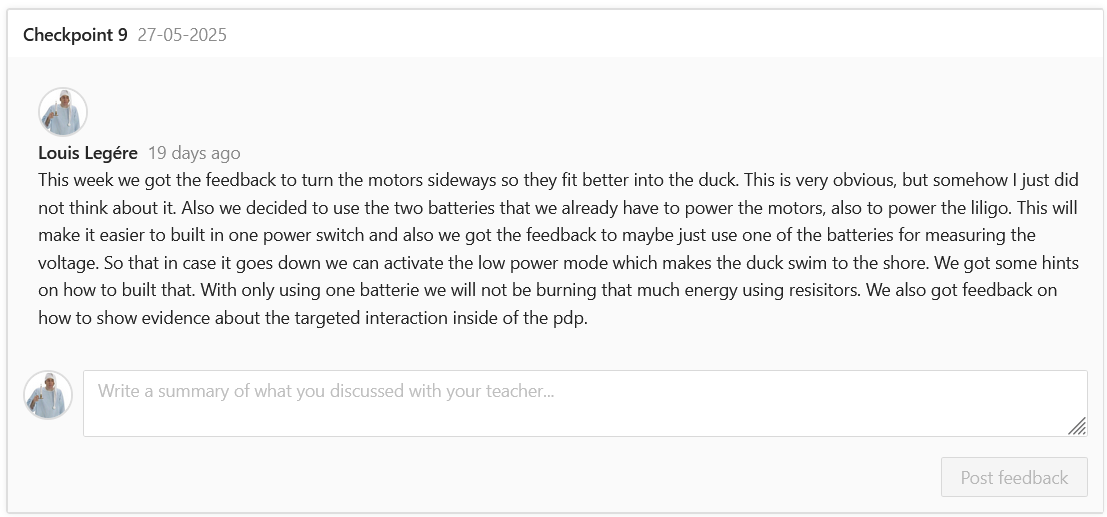 Checkpoint 9 27-05-2025
Louis Legére 19 days ago
This week we got the feedback to turn the motors sideways so they fit better into the duck. This is very obvious, but somehow I just did
not think about it. Also we decided to use the two batteries that we already have to power the motors, also to power the liligo. This will
make it easier to built in one power switch and also we got the feedback to maybe just use one of the batteries for measuring the
voltage. So that in case it goes down we can activate the low power mode which makes the duck swim to the shore. We got some hints
on how to built that. With only using one batterie we will not be burning that much energy using resisitors. We also got feedback on
how to show evidence about the targeted interaction inside of the pdp.
Write a summary of what you discussed with your teacher...
Post feedback